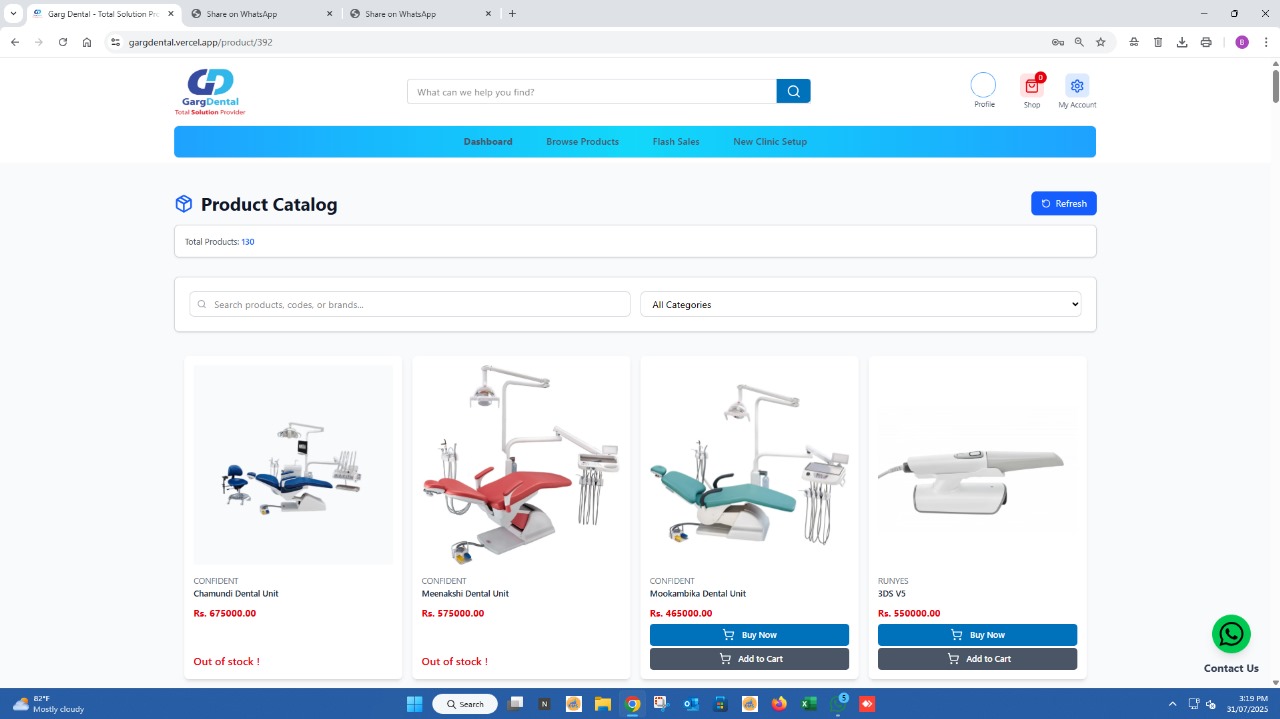 Garg Dental - Total Solution Pro
Share on WhatsApp
Share on WhatsApp
gargdental.vercel.app/product/392
B
GD
GargDental
Total Solution Provider
What can we help you find?
Profile
0
Shop
My Account
Dashboard
Browse Products
Flash Sales
New Clinic Setup
Product Catalog
Refresh
Total Products: 130
Search products, codes, or brands...
All Categories
CONFIDENT
Chamundi Dental Unit
Rs. 675000.00
Out of stock !
CONFIDENT
Meenakshi Dental Unit
Rs. 575000.00
Out of stock !
CONFIDENT
Mookambika Dental Unit
Rs. 465000.00
Buy Now
Add to Cart
RUNYES
3DS V5
Rs. 550000.00
Buy Now
Add to Cart
Contact Us
82°F
Mostly cloudy
Search
5
3:19 PM
31/07/2025